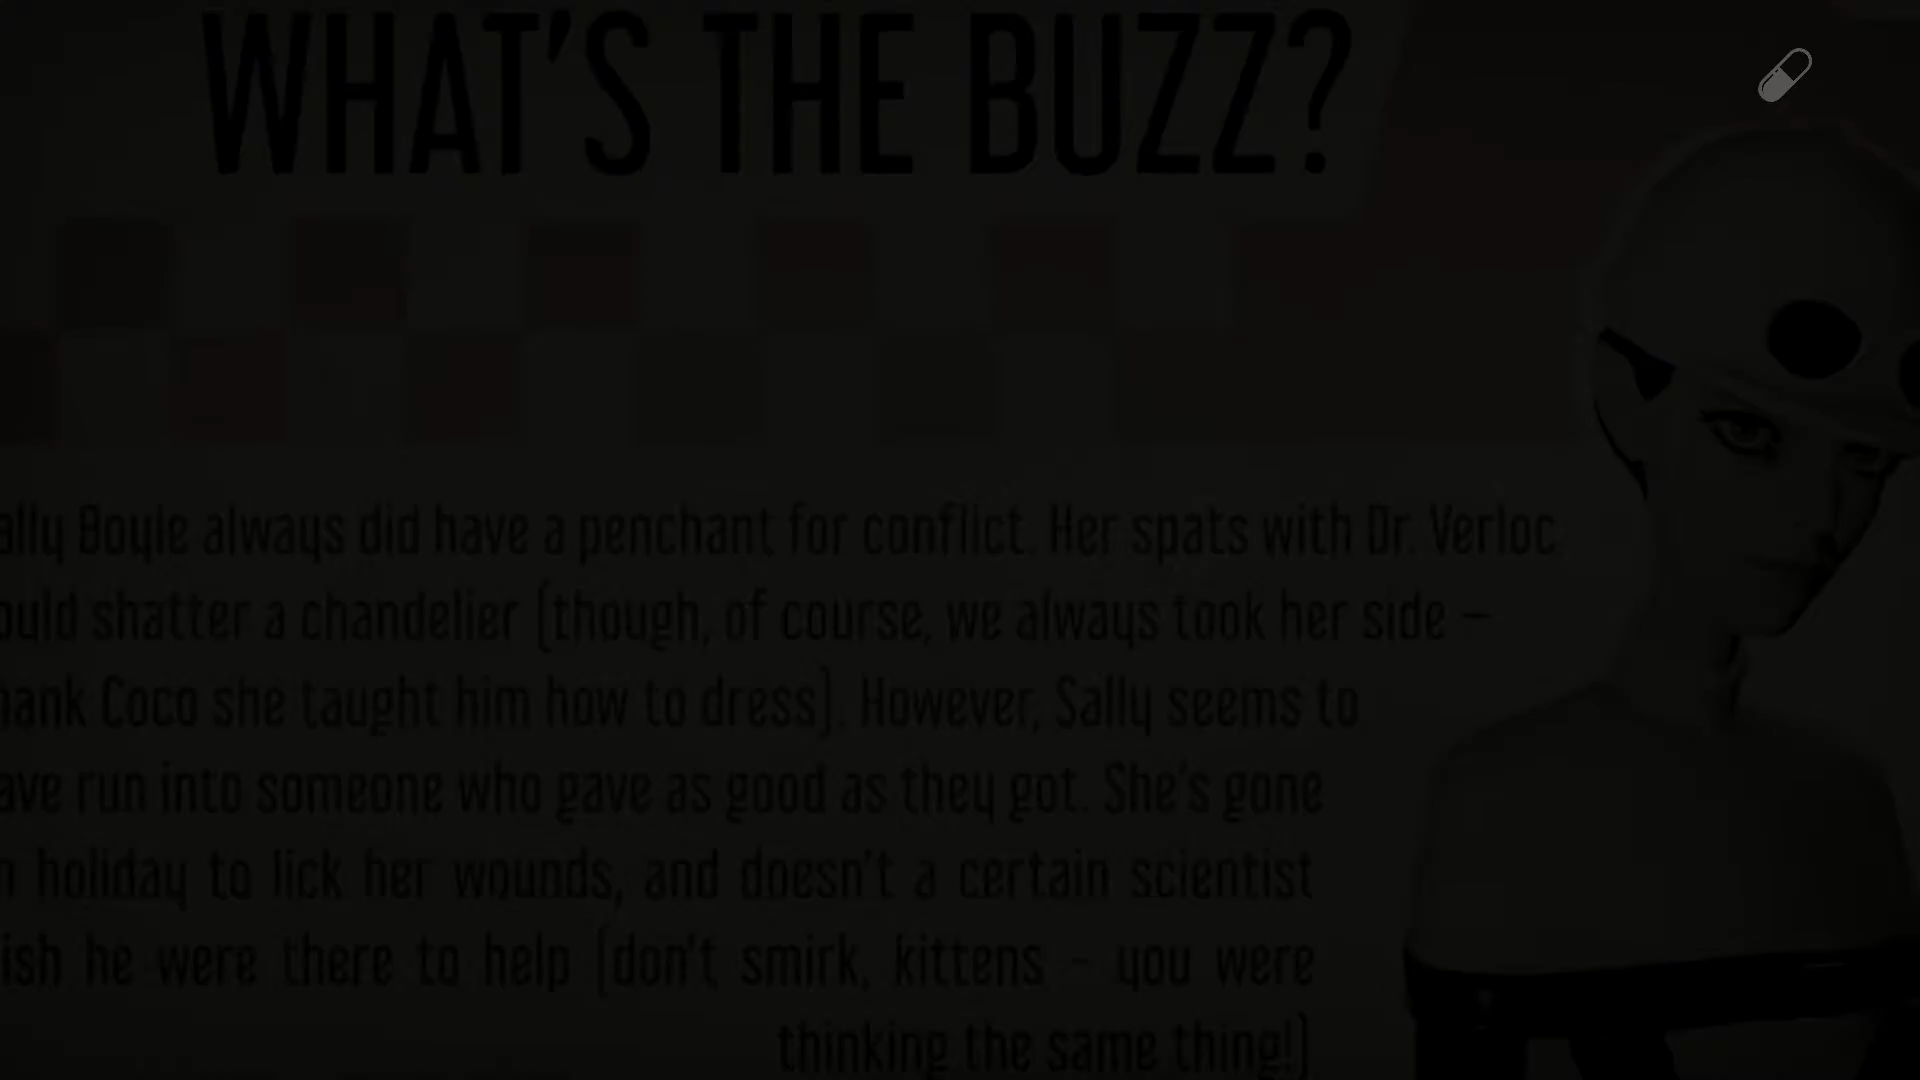 WHAT'S THE BUZZ?
ally Boyle always did have a penchant for conflict. Her spats with Dr. Verloc
ould shatter a chandelier (though, of course, we always took her side –
hank Coco she taught him how to dress). However, Sally seems to
ave run into someone who gave as good as they got. She's gone
n holiday to lick her wounds, and doesn't a certain scientist
ish he were there to help (don't smirk, kittens – you were
thinking the same thing!)